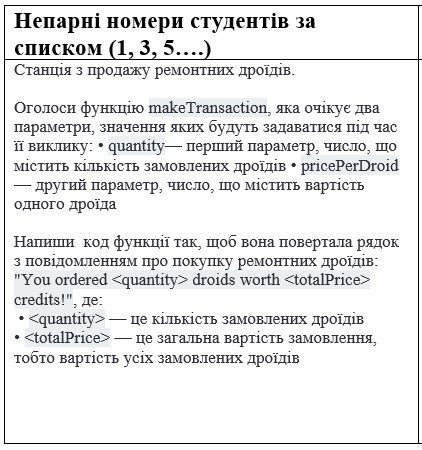 Непарні номери студентів за
списком (1, 3, 5….)
Станція з продажу ремонтних дроїдів.
Оголоси функцію makeTransaction, яка очікує два
параметри, значення яких будуть задаватися під час
її виклику: • quantity— перший параметр, число, що
містить кількість замовлених дроїдів • pricePerDroid
— другий параметр, число, що містить вартість
одного дроїда
Напиши  код функції так, щоб вона повертала рядок
з повідомленням про покупку ремонтних дроїдів:
"You ordered <quantity> droids worth <totalPrice>
credits!", де:
• <quantity> — це кількість замовлених дроїдів
• <totalPrice> — це загальна вартість замовлення,
тобто вартість усіх замовлених дроїдів